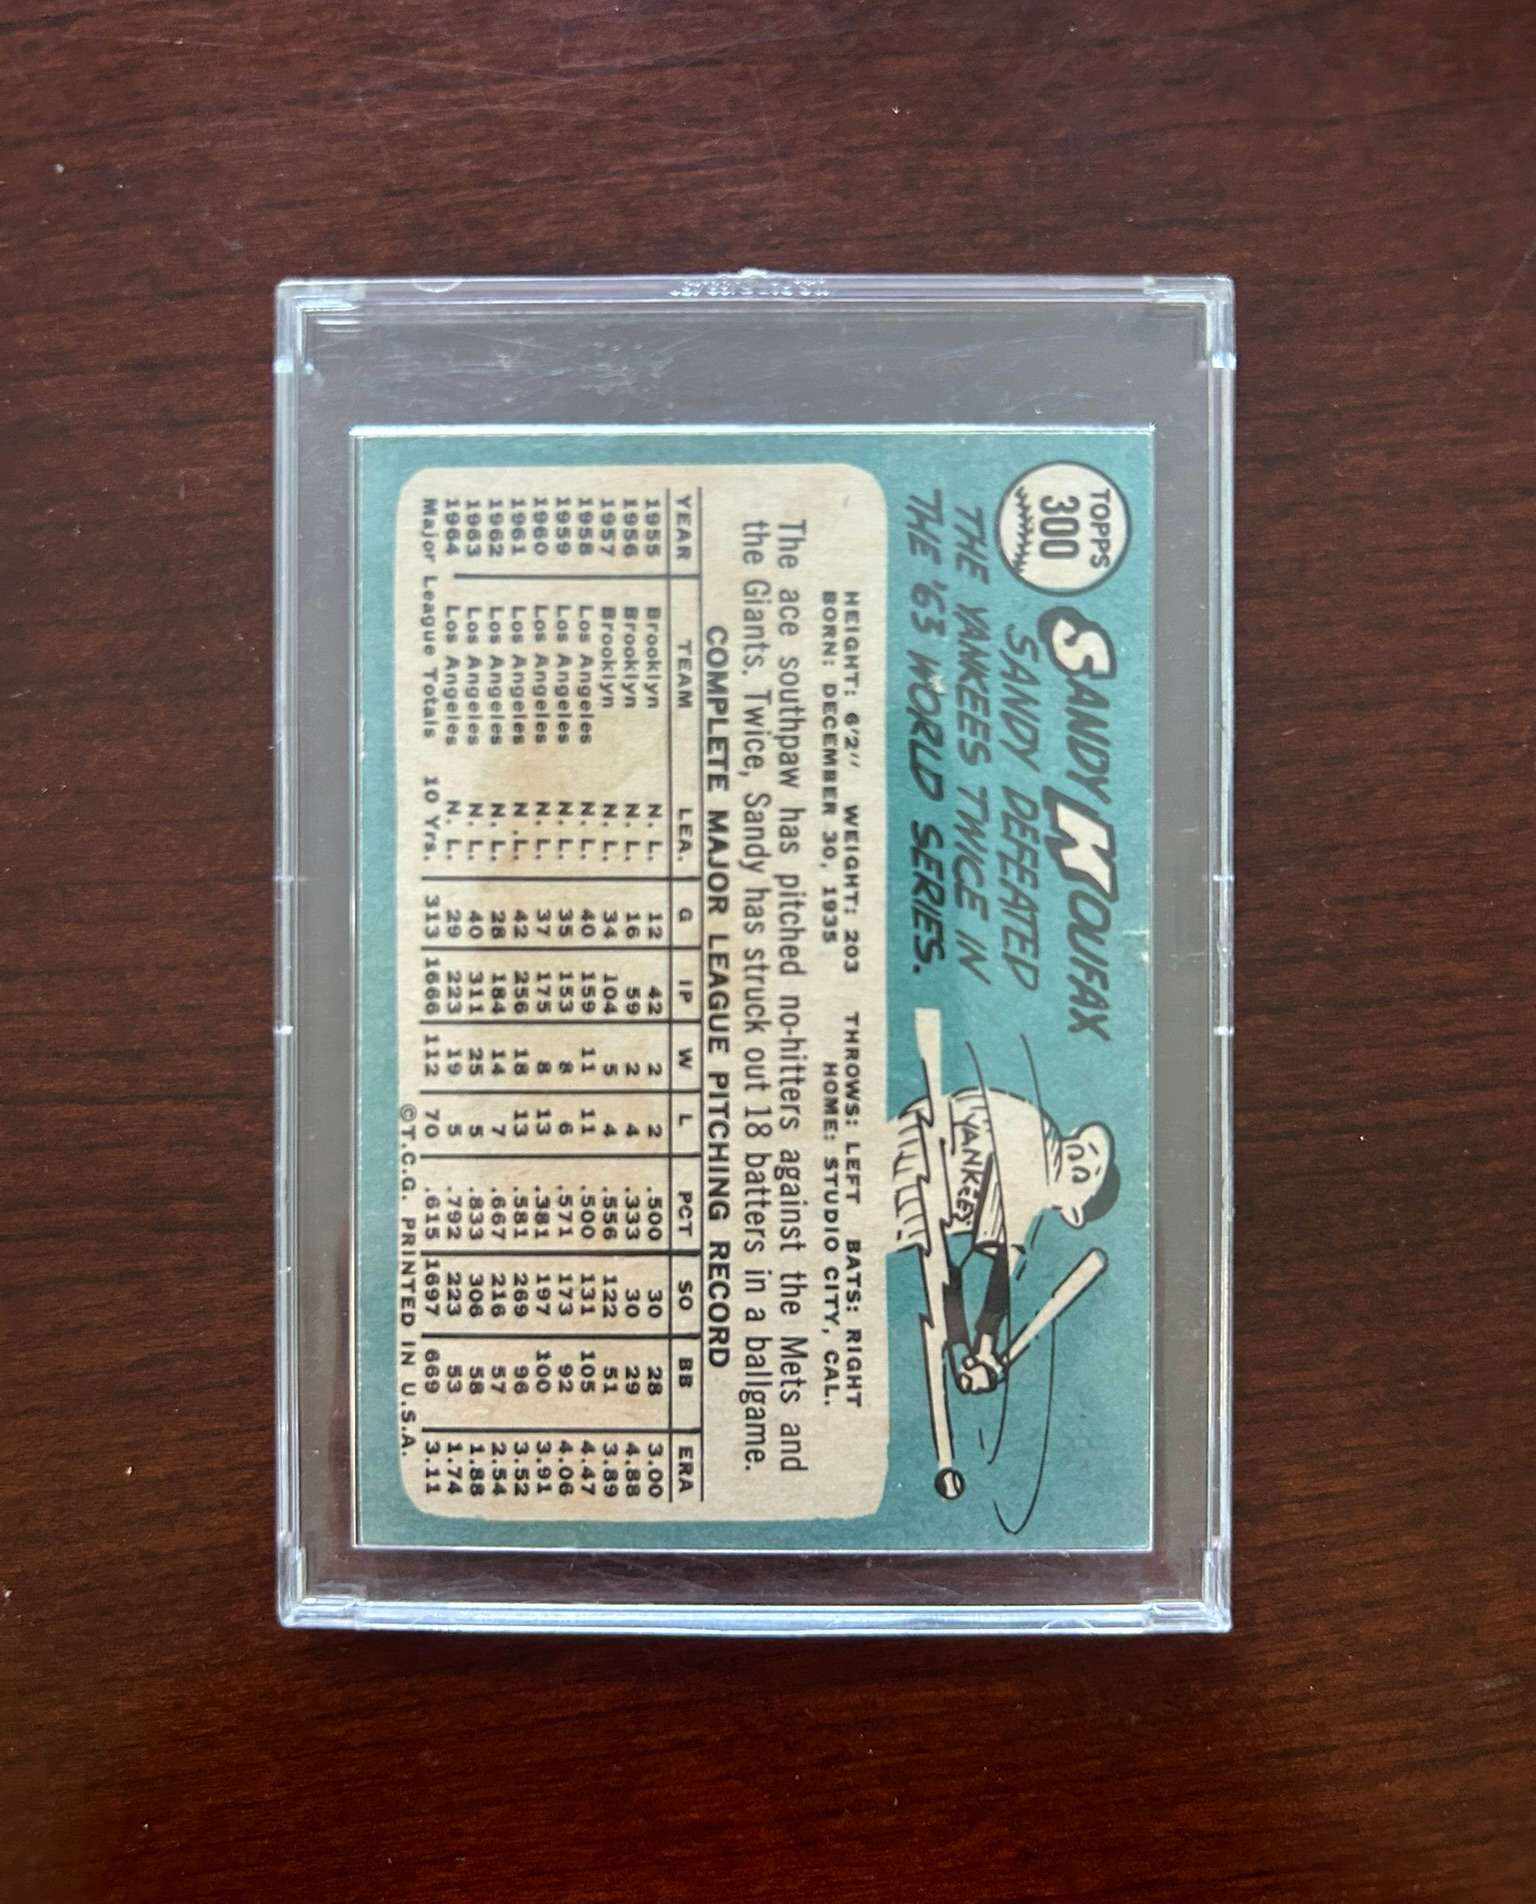 TOPPS
300
SANDY KOUFAX
SANDY DEFEATED
THE YANKEES TWICE IN
THE '63 WORLD SERIES.
YANKEES
HEIGHT: 6'2" WEIGHT: 203 THROWS: LEFT BATS: RIGHT
BORN: DECEMBER 30, 1935 HOME: STUDIO CITY, CAL.
The ace southpaw has pitched no-hitters against the Mets and
the Giants. Twice, Sandy has struck out 18 batters in a ballgame.
COMPLETE MAJOR LEAGUE PITCHING RECORD
YEAR TEAM LEA. G IP W L PCT SO BB ERA
1955 Brooklyn N. L. 12 42 2 2 .500 30 28 3.00
1956 Brooklyn N. L. 16 59 2 4 .333 30 29 4.88
1957 Brooklyn N. L. 34 104 5 4 .556 122 51 3.89
1958 Los Angeles N. L. 40 159 11 11 .500 131 105 4.47
1959 Los Angeles N. L. 35 153 8 6 .571 173 92 4.06
1960 Los Angeles N. L. 37 175 8 13 .381 197 100 3.91
1961 Los Angeles N .L. 42 256 18 13 .581 269 96 3.52
1962 Los Angeles N. L. 28 184 14 7 .667 216 57 2.54
1963 Los Angeles N. L. 40 311 25 5 .833 306 58 1.88
1964 Los Angeles N. L. 29 223 19 5 .792 223 53 1.74
Major League Totals 10 Yrs. 313 1666 112 70 .615 1697 669 3.11
©T.C.G. PRINTED IN U.S.A.